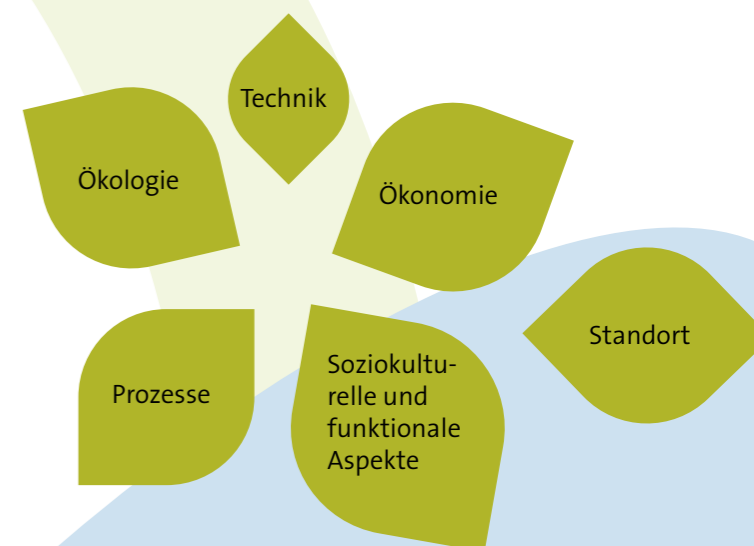 Technik
Ökologie
Ökonomie
Standort
Prozesse
Soziokultu-
relle und
funktionale
Aspekte